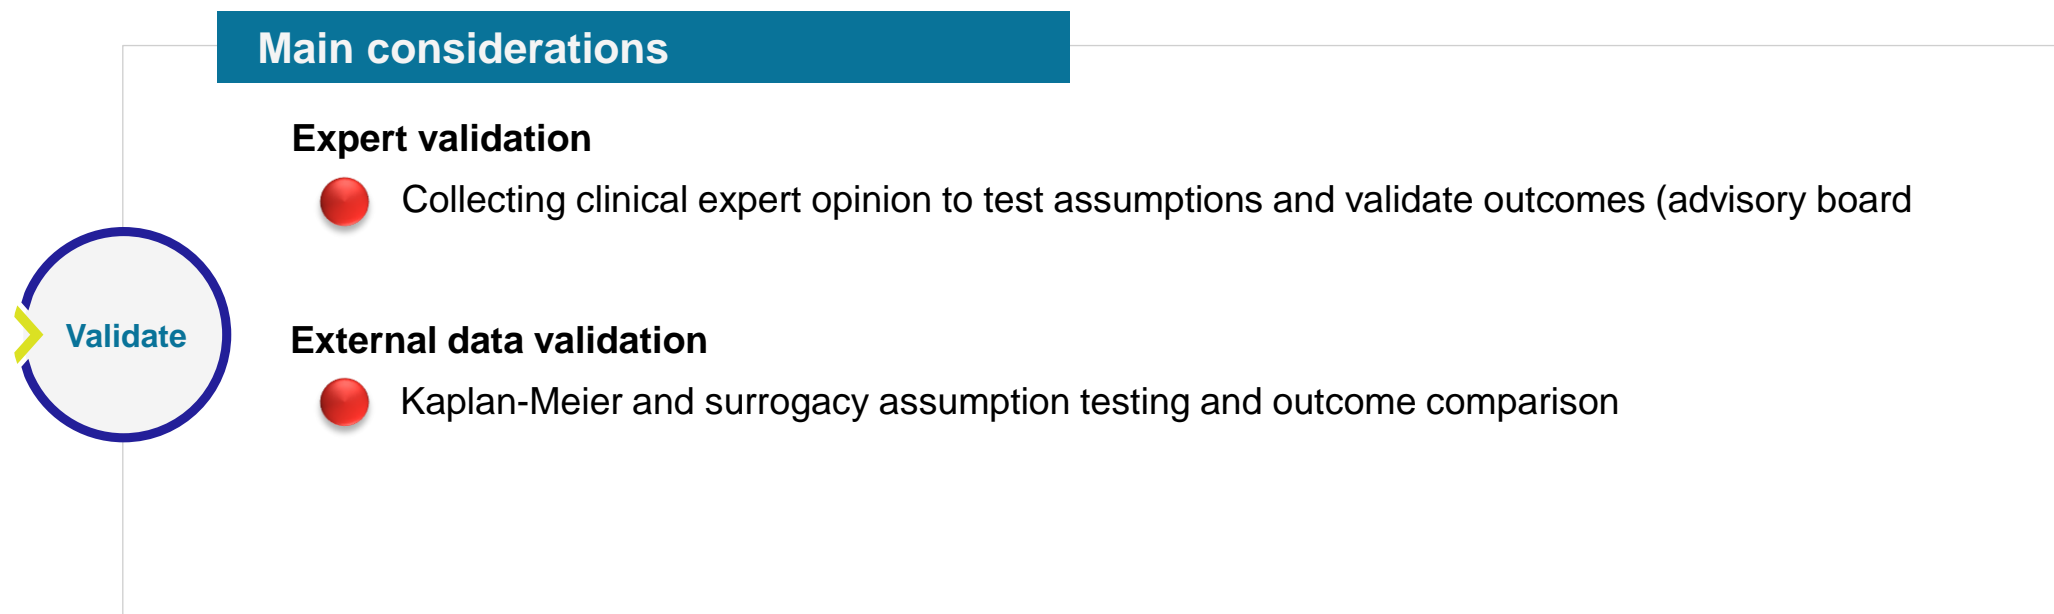 Main considerations
Expert validation
Collecting clinical expert opinion to test assumptions and validate outcomes (advisory board
Validate
External data validation
Kaplan-Meier and surrogacy assumption testing and outcome comparison